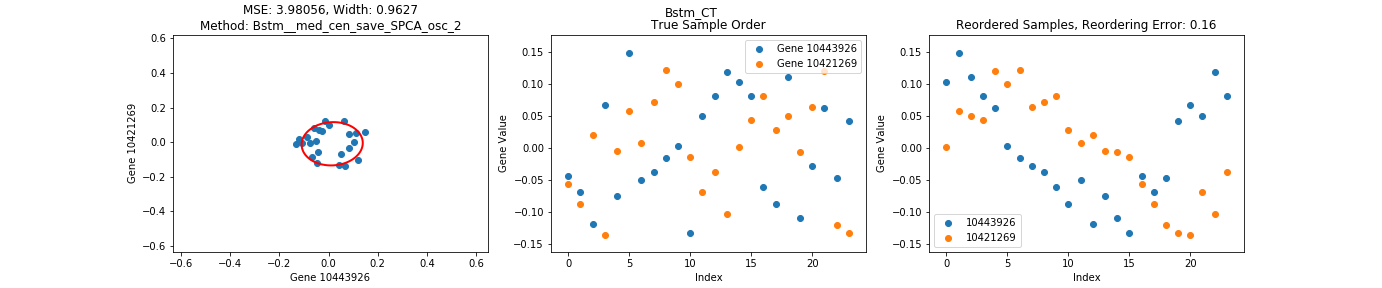 Bstm_CT
MSE: 3.98056, Width: 0.9627
Method: Bstm__med_cen_save_SPCA_osc_2
0.6
0.4
0.2
0.0
−0.2
−0.4
−0.6
−0.6 −0.4 −0.2 0.0 0.2 0.4 0.6
Gene 10421269
Gene 10443926
True Sample Order
Gene 10443926
Gene 10421269
0.15
0.10
0.05
0.00
−0.05
−0.10
−0.15
0 5 10 15 20
Gene Value
Index
Reordered Samples, Reordering Error: 0.16
0.15
0.10
0.05
0.00
−0.05
−0.10
−0.15
10443926
10421269
0 5 10 15 20
Gene Value
Index